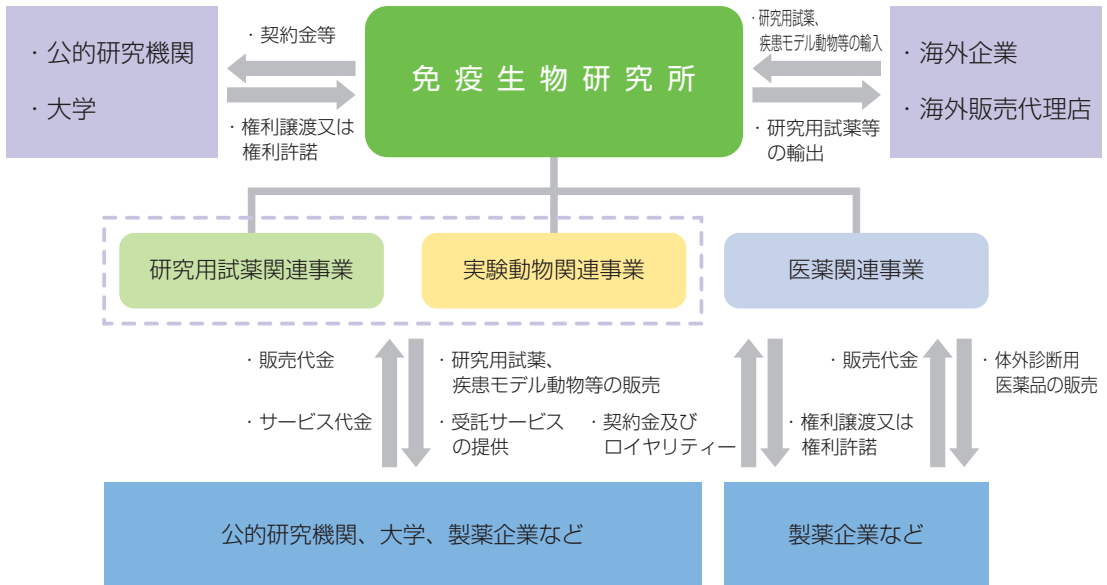 ・公的研究機関
・大学
・契約金等
・権利譲渡又は
権利許諾
免疫生物研究所
・研究用試薬、
疾患モデル動物等の輸入
・研究用試薬等
の輸出
・海外企業
・海外販売代理店
研究用試薬関連事業
実験動物関連事業
医薬関連事業
・販売代金
・サービス代金
・研究用試薬、
疾患モデル動物等の販売
・受託サービス
の提供
・契約金及び
ロイヤリティー
・権利譲渡又は
権利許諾
・販売代金
・体外診断用
医薬品の販売
公的研究機関、大学、製薬企業など
製薬企業など